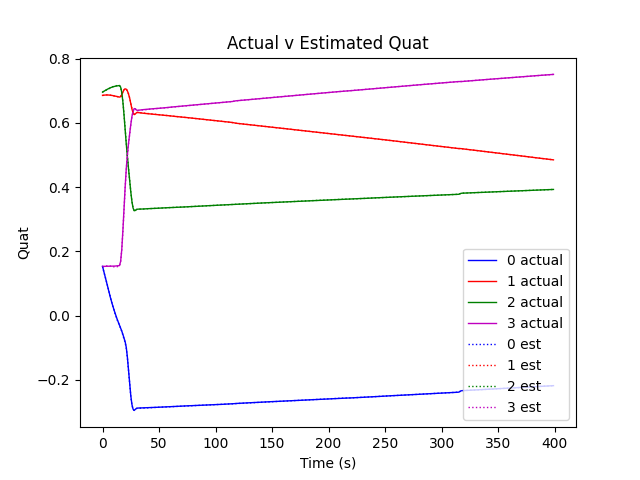 Actual v Estimated Quat
0.8
0.6
0.4
0.2
0.0
−0.2
Quat
0 actual
1 actual
2 actual
3 actual
0 est
1 est
2 est
3 est
0 50 100 150 200 250 300 350 400
Time (s)